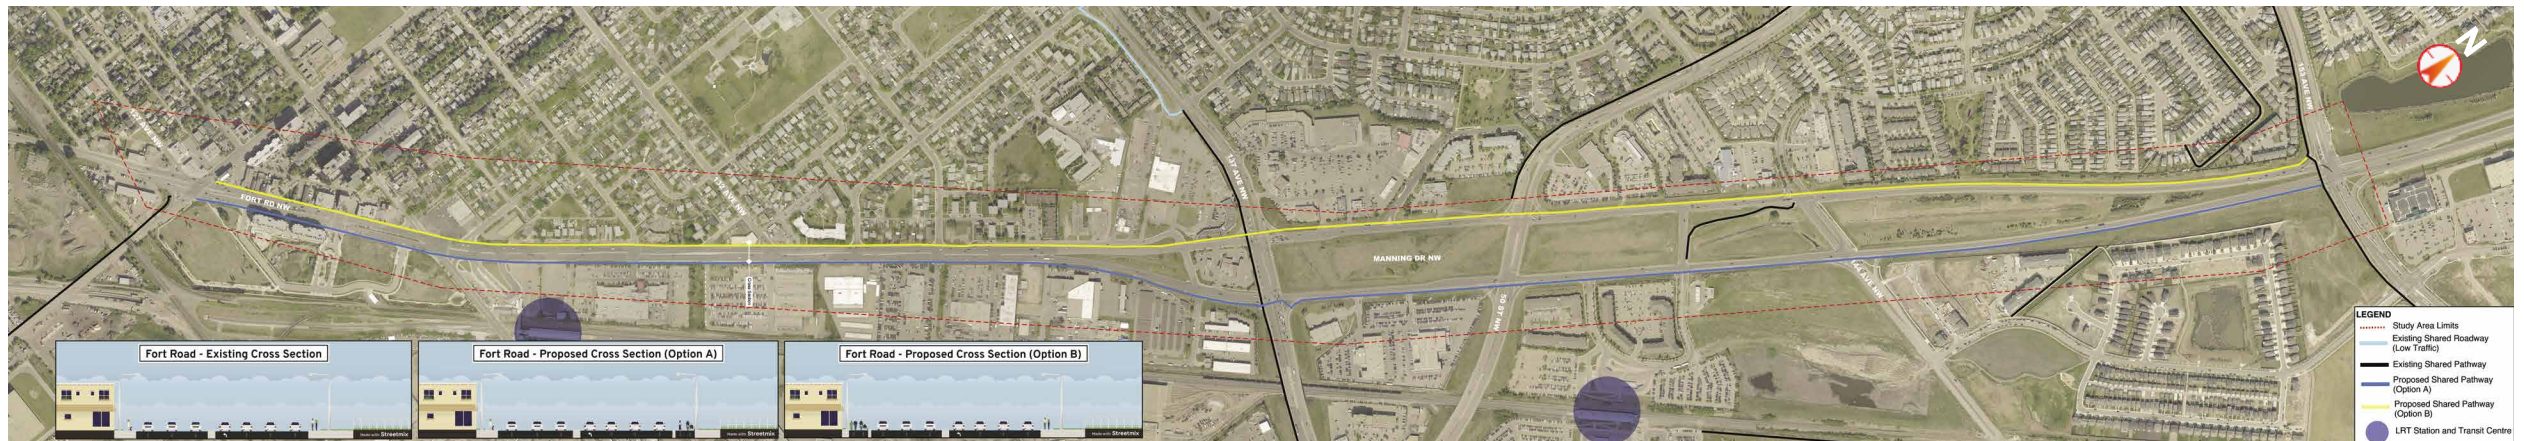 N
153 AVE NW
137 AVE NW
FORT RD NW
MANNING DR NW
Cross Section
50 ST NW
144 AVE NW
LEGEND
Study Area Limits
Existing Shared Roadway
(Low Traffic)
Existing Shared Pathway
Proposed Shared Pathway
(Option A)
Proposed Shared Pathway
(Option B)
LRT Station and Transit Centre
Fort Road - Existing Cross Section
Made with Streetmix
Fort Road - Proposed Cross Section (Option A)
Made with Streetmix
Fort Road - Proposed Cross Section (Option B)
Made with Streetmix